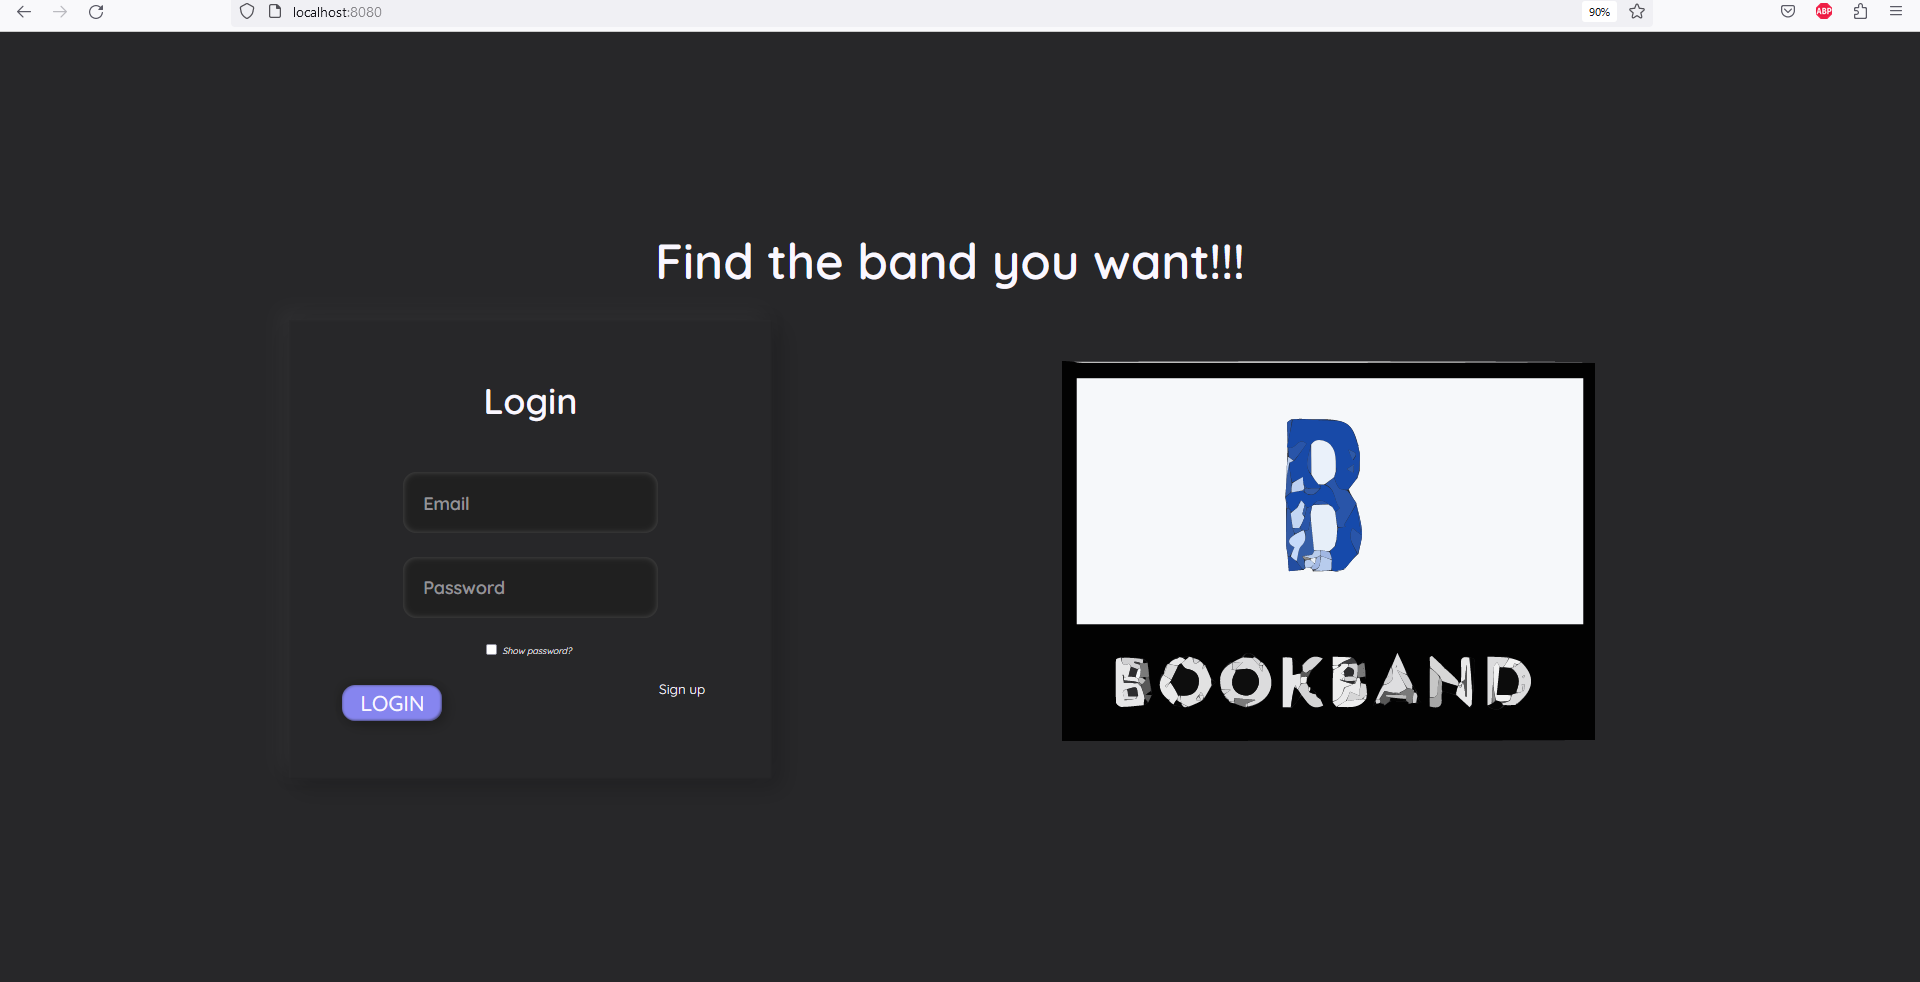 localhost:8080
90%
ABP
Find the band you want!!!
Login
Email
Password
Show password?
LOGIN
Sign up
B
BOOKBAND